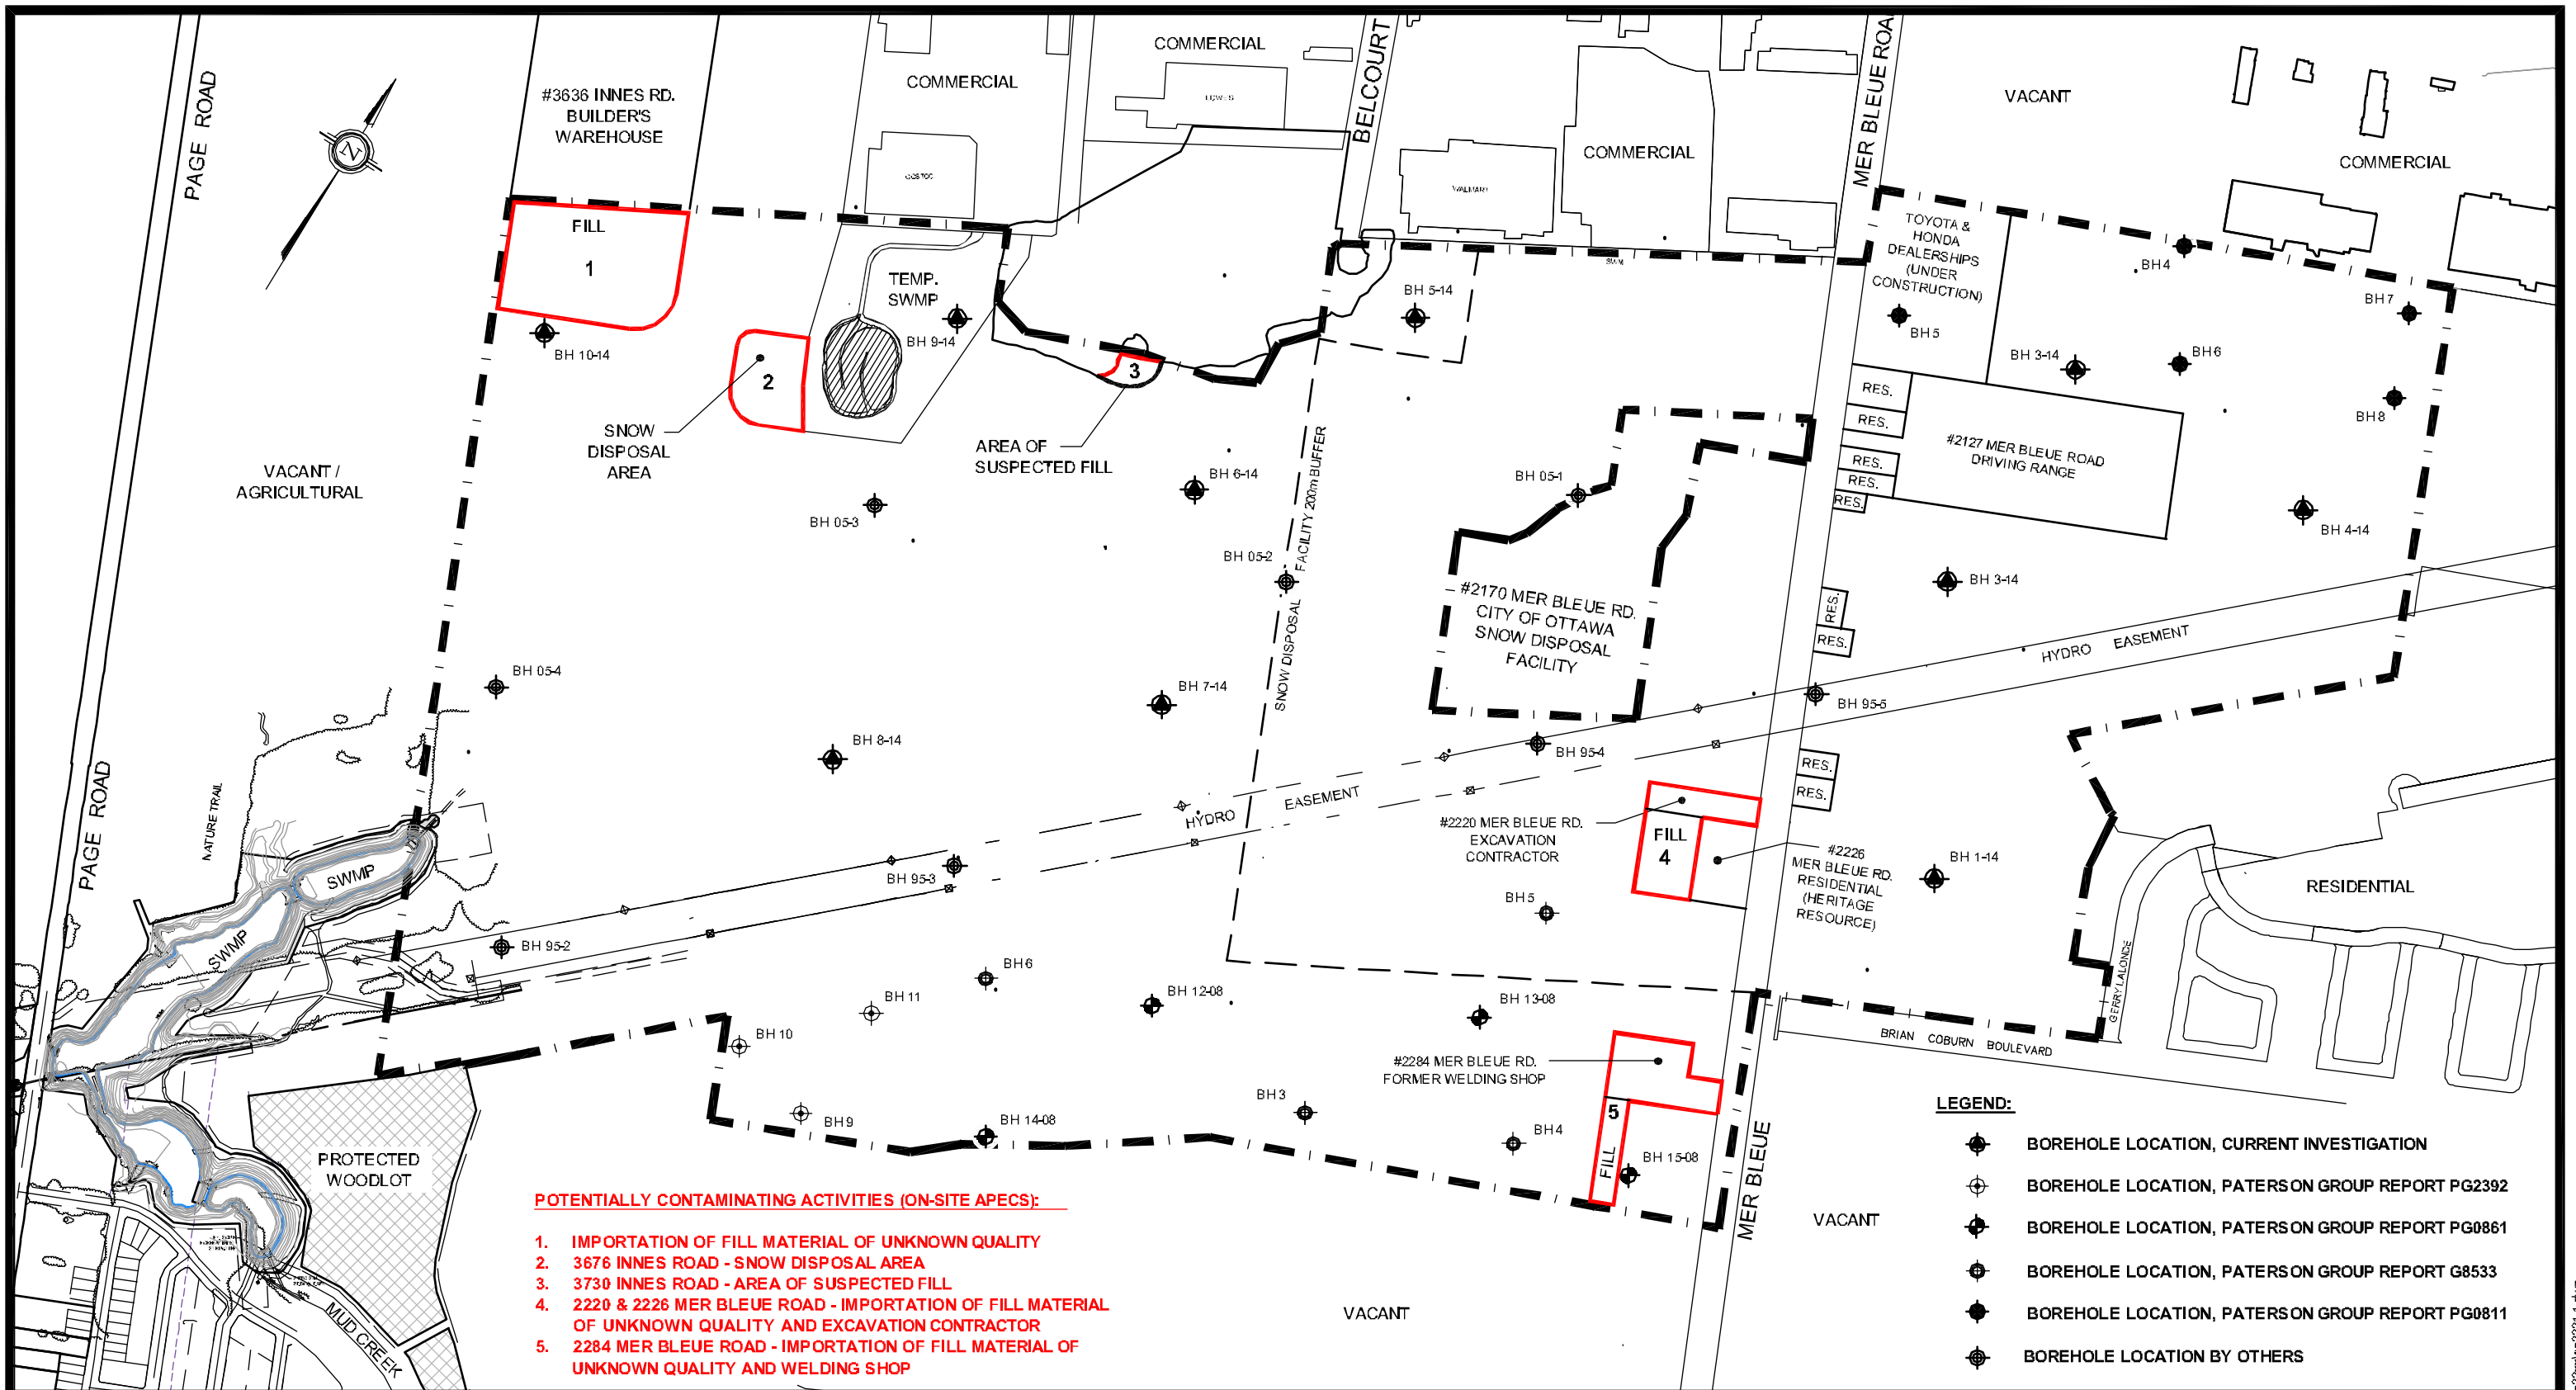 PAGE ROAD
#3636 INNES RD.
BUILDER'S
WAREHOUSE
COMMERCIAL
COSTCO
COMMERCIAL
LOWES
BELCOURT
WALMART
COMMERCIAL
MER BLEUE ROA
VACANT
COMMERCIAL
N
FILL
1
BH 10-14
SNOW
DISPOSAL
AREA
2
TEMP.
SWMP
BH 9-14
3
AREA OF
SUSPECTED FILL
BH 5-14
SWM
TOYOTA &
HONDA
DEALERSHIPS
(UNDER
CONSTRUCTION)
BH 5
BH 4
BH 7
BH 3-14
BH 6
BH 8
RES.
RES.
RES.
RES.
RES.
#2127 MER BLEUE ROAD
DRIVING RANGE
BH 4-14
VACANT /
AGRICULTURAL
BH 05-3
BH 6-14
BH 05-2
SNOW DISPOSAL FACILITY 200m BUFFER
BH 05-1
#2170 MER BLEUE RD.
CITY OF OTTAWA
SNOW DISPOSAL
FACILITY
BH 3-14
RES.
RES.
HYDRO EASEMENT
BH 05-4
BH 7-14
BH 8-14
BH 95-4
BH 95-5
RES.
RES.
PAGE ROAD
NATURE TRAIL
SWMP
SWMP
HYDRO EASEMENT
BH 95-3
BH 95-2
#2220 MER BLEUE RD.
EXCAVATION
CONTRACTOR
FILL
4
#2226
MER BLEUE RD.
RESIDENTIAL
(HERITAGE
RESOURCE)
BH 1-14
RESIDENTIAL
BH 5
BH 6
BH 11
BH 10
BH 12-08
BH 13-08
GERRY LALONDE
BRIAN COBURN BOULEVARD
#2284 MER BLEUE RD.
FORMER WELDING SHOP
BH 9
BH 14-08
BH 3
BH 4
5
FILL
BH 15-08
MER BLEUE
VACANT
VACANT
PROTECTED
WOODLOT
MUD CREEK
POTENTIALLY CONTAMINATING ACTIVITIES (ON-SITE APECS):
1. IMPORTATION OF FILL MATERIAL OF UNKNOWN QUALITY
2. 3676 INNES ROAD - SNOW DISPOSAL AREA
3. 3730 INNES ROAD - AREA OF SUSPECTED FILL
4. 2220 & 2226 MER BLEUE ROAD - IMPORTATION OF FILL MATERIAL
OF UNKNOWN QUALITY AND EXCAVATION CONTRACTOR
5. 2284 MER BLEUE ROAD - IMPORTATION OF FILL MATERIAL OF
UNKNOWN QUALITY AND WELDING SHOP
LEGEND:
BOREHOLE LOCATION, CURRENT INVESTIGATION
BOREHOLE LOCATION, PATERSON GROUP REPORT PG2392
BOREHOLE LOCATION, PATERSON GROUP REPORT PG0861
BOREHOLE LOCATION, PATERSON GROUP REPORT G8533
BOREHOLE LOCATION, PATERSON GROUP REPORT PG0811
BOREHOLE LOCATION BY OTHERS